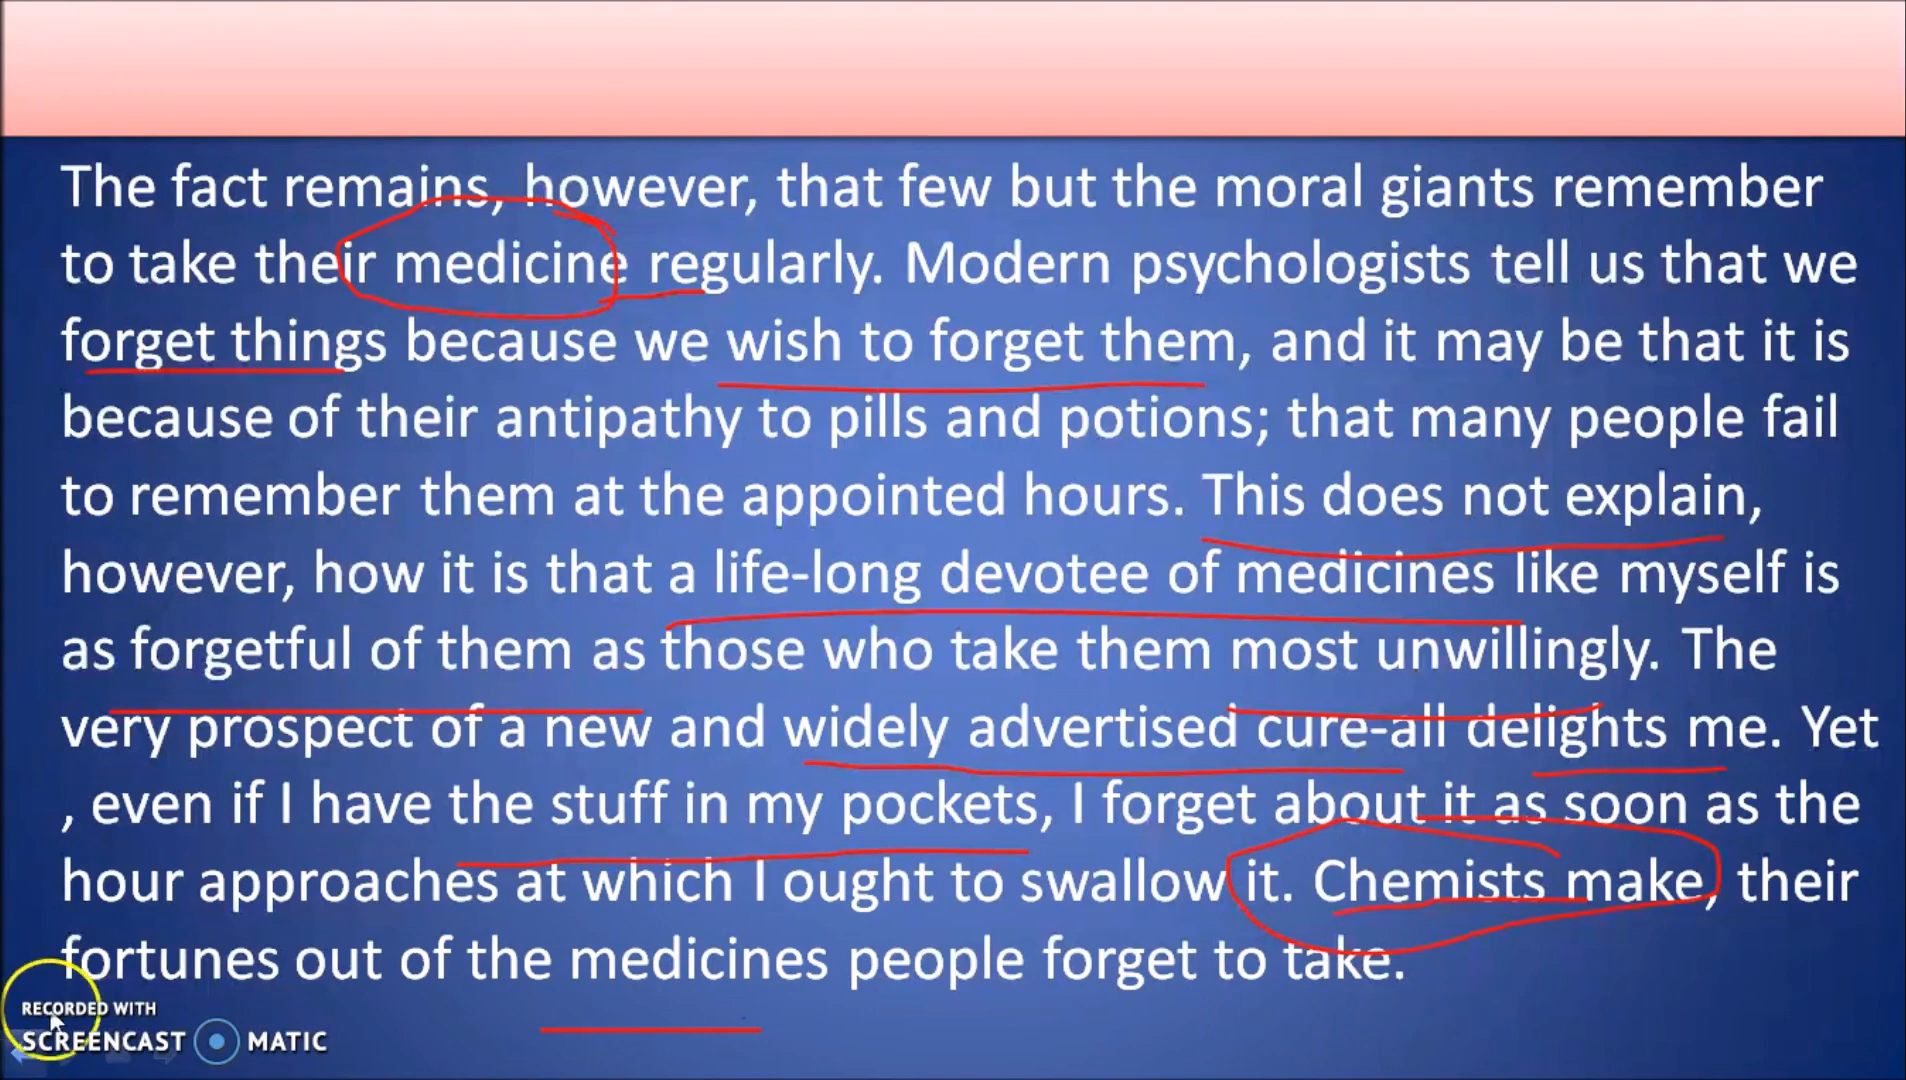 The fact remains, however, that few but the moral giants remember
to take their medicine regularly. Modern psychologists tell us that we
forget things because we wish to forget them, and it may be that it is
because of their antipathy to pills and potions; that many people fail
to remember them at the appointed hours. This does not explain,
however, how it is that a life-long devotee of medicines like myself is
as forgetful of them as those who take them most unwillingly. The
very prospect of a new and widely advertised cure-all delights me. Yet
, even if I have the stuff in my pockets, I forget about it as soon as the
hour approaches at which I ought to swallow it. Chemists make, their
fortunes out of the medicines people forget to take.
RECORDED WITH
SCREENCAST MATIC